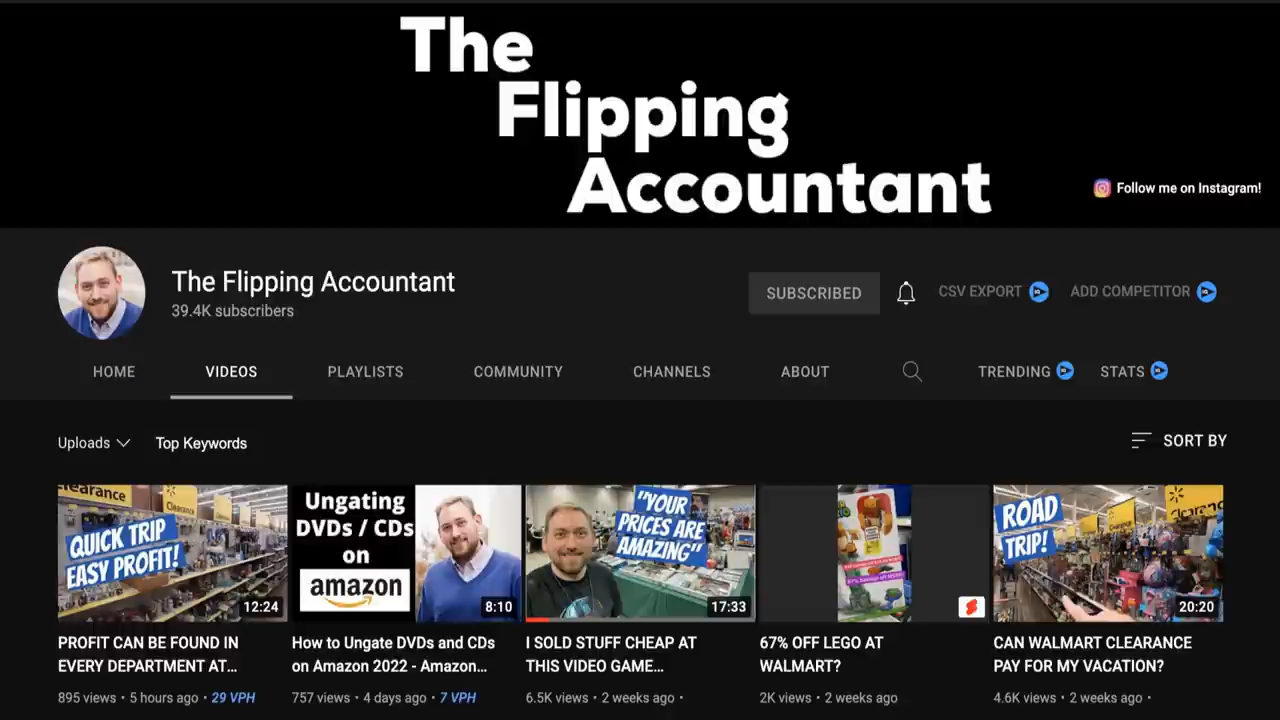 The
Flipping
Accountant
Follow me on Instagram!
The Flipping Accountant
39.4K subscribers
SUBSCRIBED
CSV EXPORT
ADD COMPETITOR
HOME
VIDEOS
PLAYLISTS
COMMUNITY
CHANNELS
ABOUT
TRENDING
STATS
Uploads
Top Keywords
SORT BY
Clearance
QUICK TRIP
EASY PROFIT!
12:24
Ungating
DVDs / CDs
on
amazon
8:10
"YOUR
PRICES ARE
AMAZING"
17:33
ROAD
TRIP!
Clearance
20:20
PROFIT CAN BE FOUND IN
EVERY DEPARTMENT AT...
895 views • 5 hours ago • 29 VPH
How to Ungate DVDs and CDs
on Amazon 2022 - Amazon...
757 views • 4 days ago • 7 VPH
I SOLD STUFF CHEAP AT
THIS VIDEO GAME...
6.5K views • 2 weeks ago •
67% OFF LEGO AT
WALMART?
2K views • 2 weeks ago
CAN WALMART CLEARANCE
PAY FOR MY VACATION?
4.6K views • 2 weeks ago •